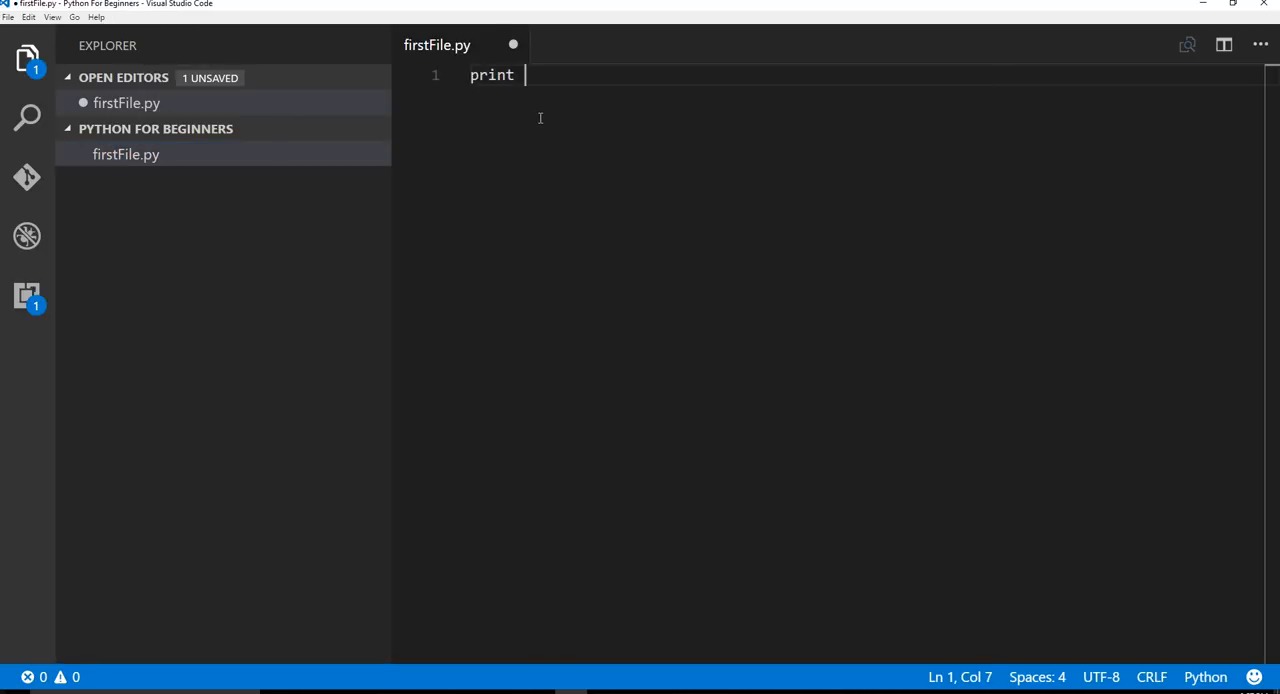 ● firstFile.py - Python For Beginners - Visual Studio Code
File Edit View Go Help
EXPLORER
OPEN EDITORS 1 UNSAVED
firstFile.py
PYTHON FOR BEGINNERS
firstFile.py
1
1
firstFile.py
1 print
0 0
Ln 1, Col 7 Spaces: 4 UTF-8 CRLF Python